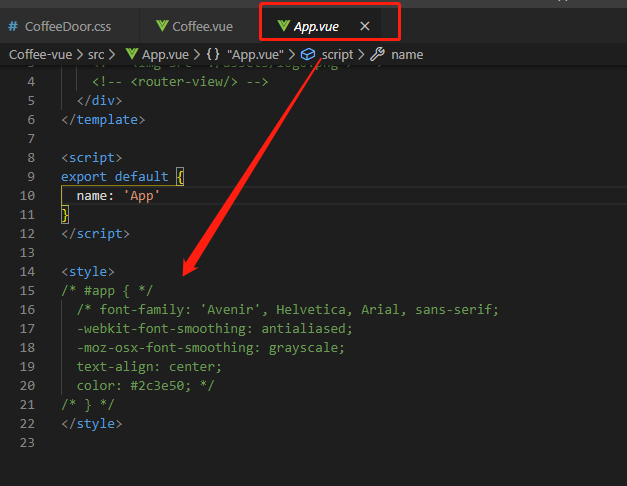 # CoffeeDoor.css Coffee.vue App.vue ×
Coffee-vue > src > App.vue > {} "App.vue" > script > name
4 <!-- <router-view/> -->
5 </div>
6 </template>
7
8 <script>
9 export default {
10 name: 'App'
11 }
12 </script>
13
14 <style>
15 /* #app { */
16 /* font-family: 'Avenir', Helvetica, Arial, sans-serif;
17 -webkit-font-smoothing: antialiased;
18 -moz-osx-font-smoothing: grayscale;
19 text-align: center;
20 color: #2c3e50; */
21 /* } */
22 </style>
23